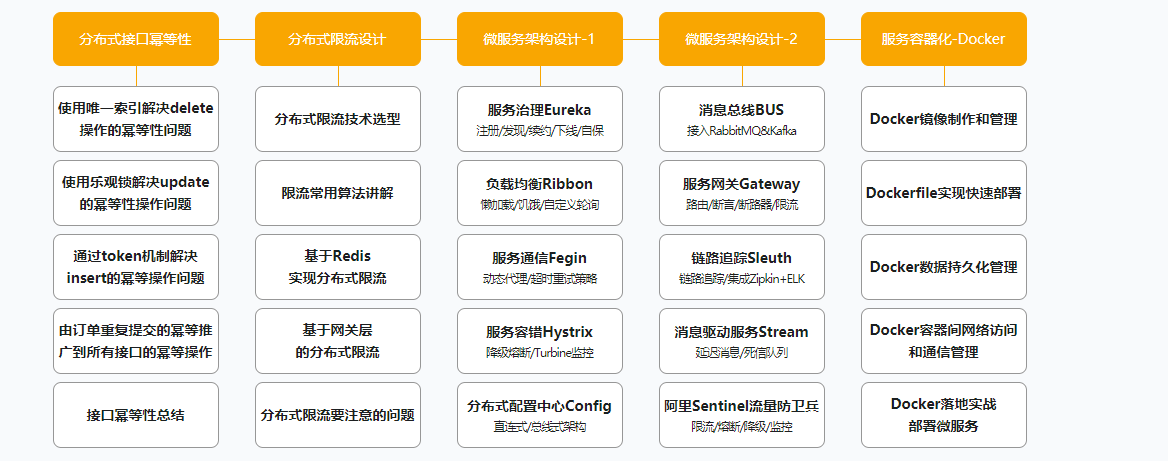 分布式接口幂等性
分布式限流设计
微服务架构设计-1
微服务架构设计-2
服务容器化-Docker
使用唯一索引解决delete
操作的幂等性问题
分布式限流技术选型
服务治理Eureka
注册/发现/续约/下线/自保
消息总线BUS
接入RabbitMQ&Kafka
Docker镜像制作和管理
使用乐观锁解决update
的幂等性操作问题
限流常用算法讲解
负载均衡Ribbon
懒加载/饥饿/自定义轮询
服务网关Gateway
路由/断言/断路器/限流
Dockerfile实现快速部署
通过token机制解决
insert的幂等操作问题
基于Redis
实现分布式限流
服务通信Fegin
动态代理/超时重试策略
链路追踪Sleuth
链路追踪/集成Zipkin+ELK
Docker数据持久化管理
由订单重复提交的幂等推
广到所有接口的幂等操作
基于网关层
的分布式限流
服务容错Hystrix
降级熔断/Turbine监控
消息驱动服务Stream
延迟消息/死信队列
Docker容器间网络访问
和通信管理
接口幂等性总结
分布式限流要注意的问题
分布式配置中心Config
直连式/总线式架构
阿里Sentinel流量防卫兵
限流/熔断/降级/监控
Docker落地实战
部署微服务